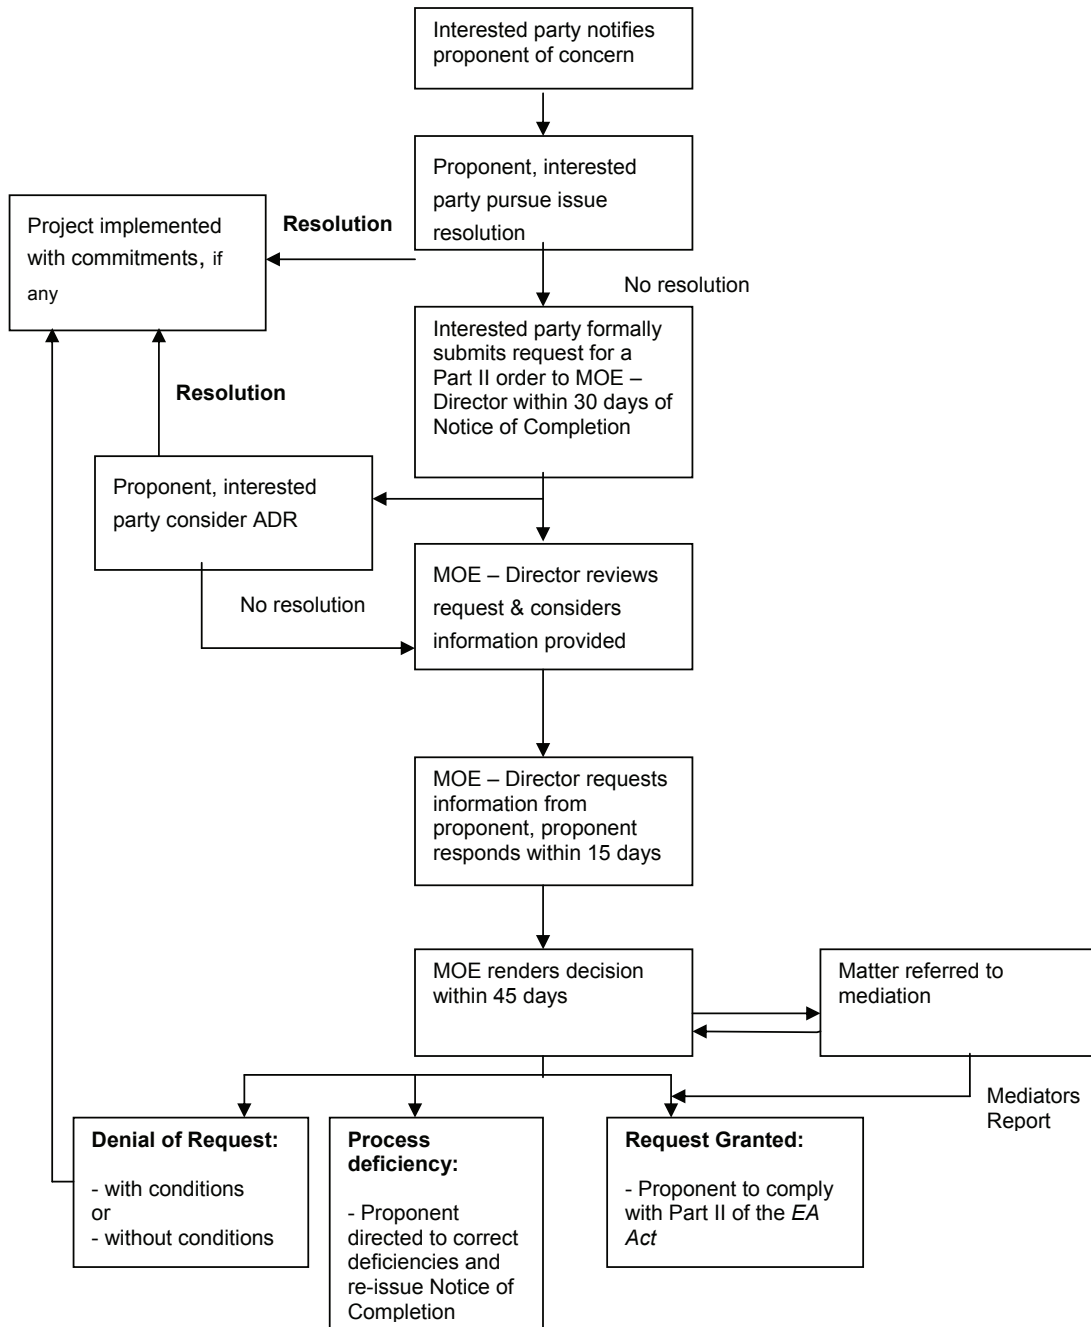 Interested party notifies
proponent of concern
Proponent, interested
party pursue issue
resolution
Project implemented
with commitments, if
any
Resolution
No resolution
Interested party formally
submits request for a
Part II order to MOE –
Director within 30 days of
Notice of Completion
Resolution
Proponent, interested
party consider ADR
No resolution
MOE – Director reviews
request & considers
information provided
MOE – Director requests
information from
proponent, proponent
responds within 15 days
MOE renders decision
within 45 days
Matter referred to
mediation
Mediators
Report
Denial of Request:
- with conditions
or
- without conditions
Process
deficiency:
- Proponent
directed to correct
deficiencies and
re-issue Notice of
Completion
Request Granted:
- Proponent to comply
with Part II of the EA
Act